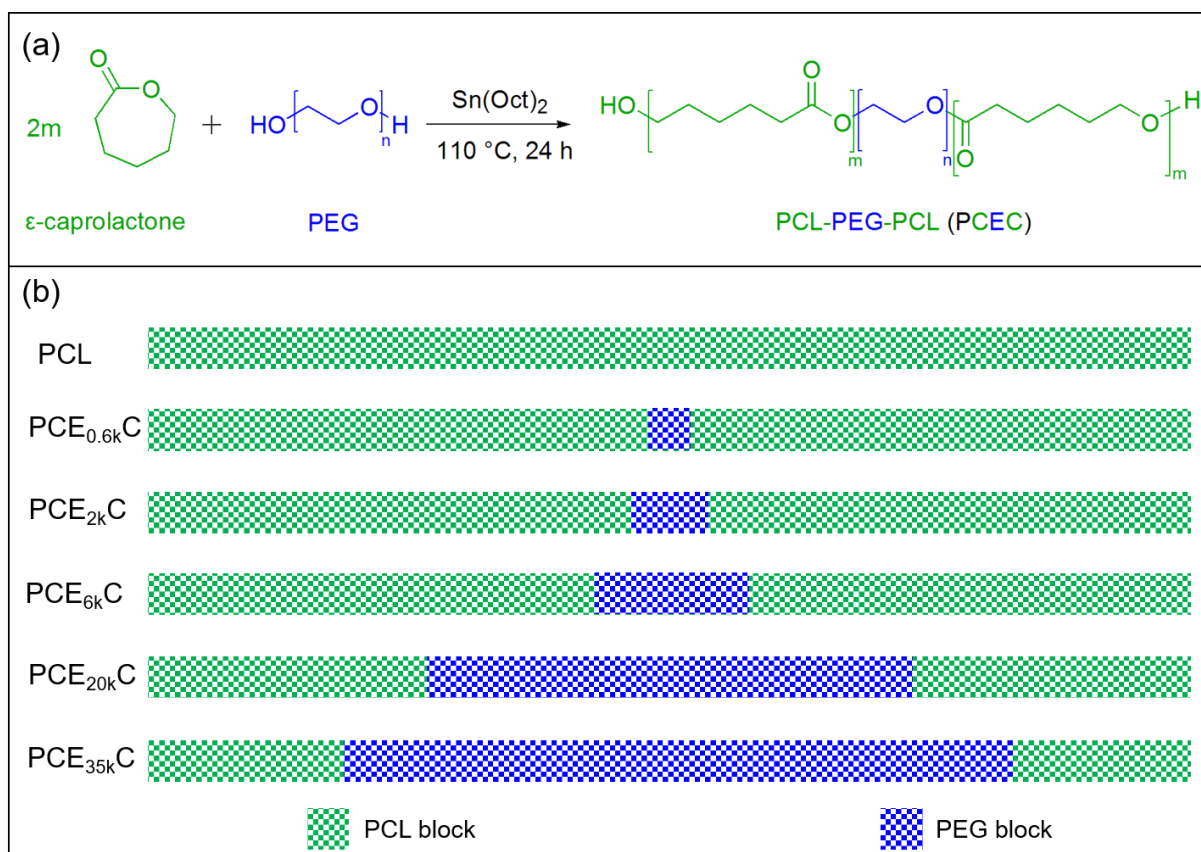 (a)
2m
O
O
+
HO
O
H
n
Sn(Oct)₂
110 °C, 24 h
HO
O
O
m
O
n
O
O
H
m
ε-caprolactone
PEG
PCL-PEG-PCL (PCEC)
(b)
PCL
PCE₀.₆ₖC
PCE₂ₖC
PCE₆ₖC
PCE₂₀ₖC
PCE₃₅ₖC
PCL block
PEG block